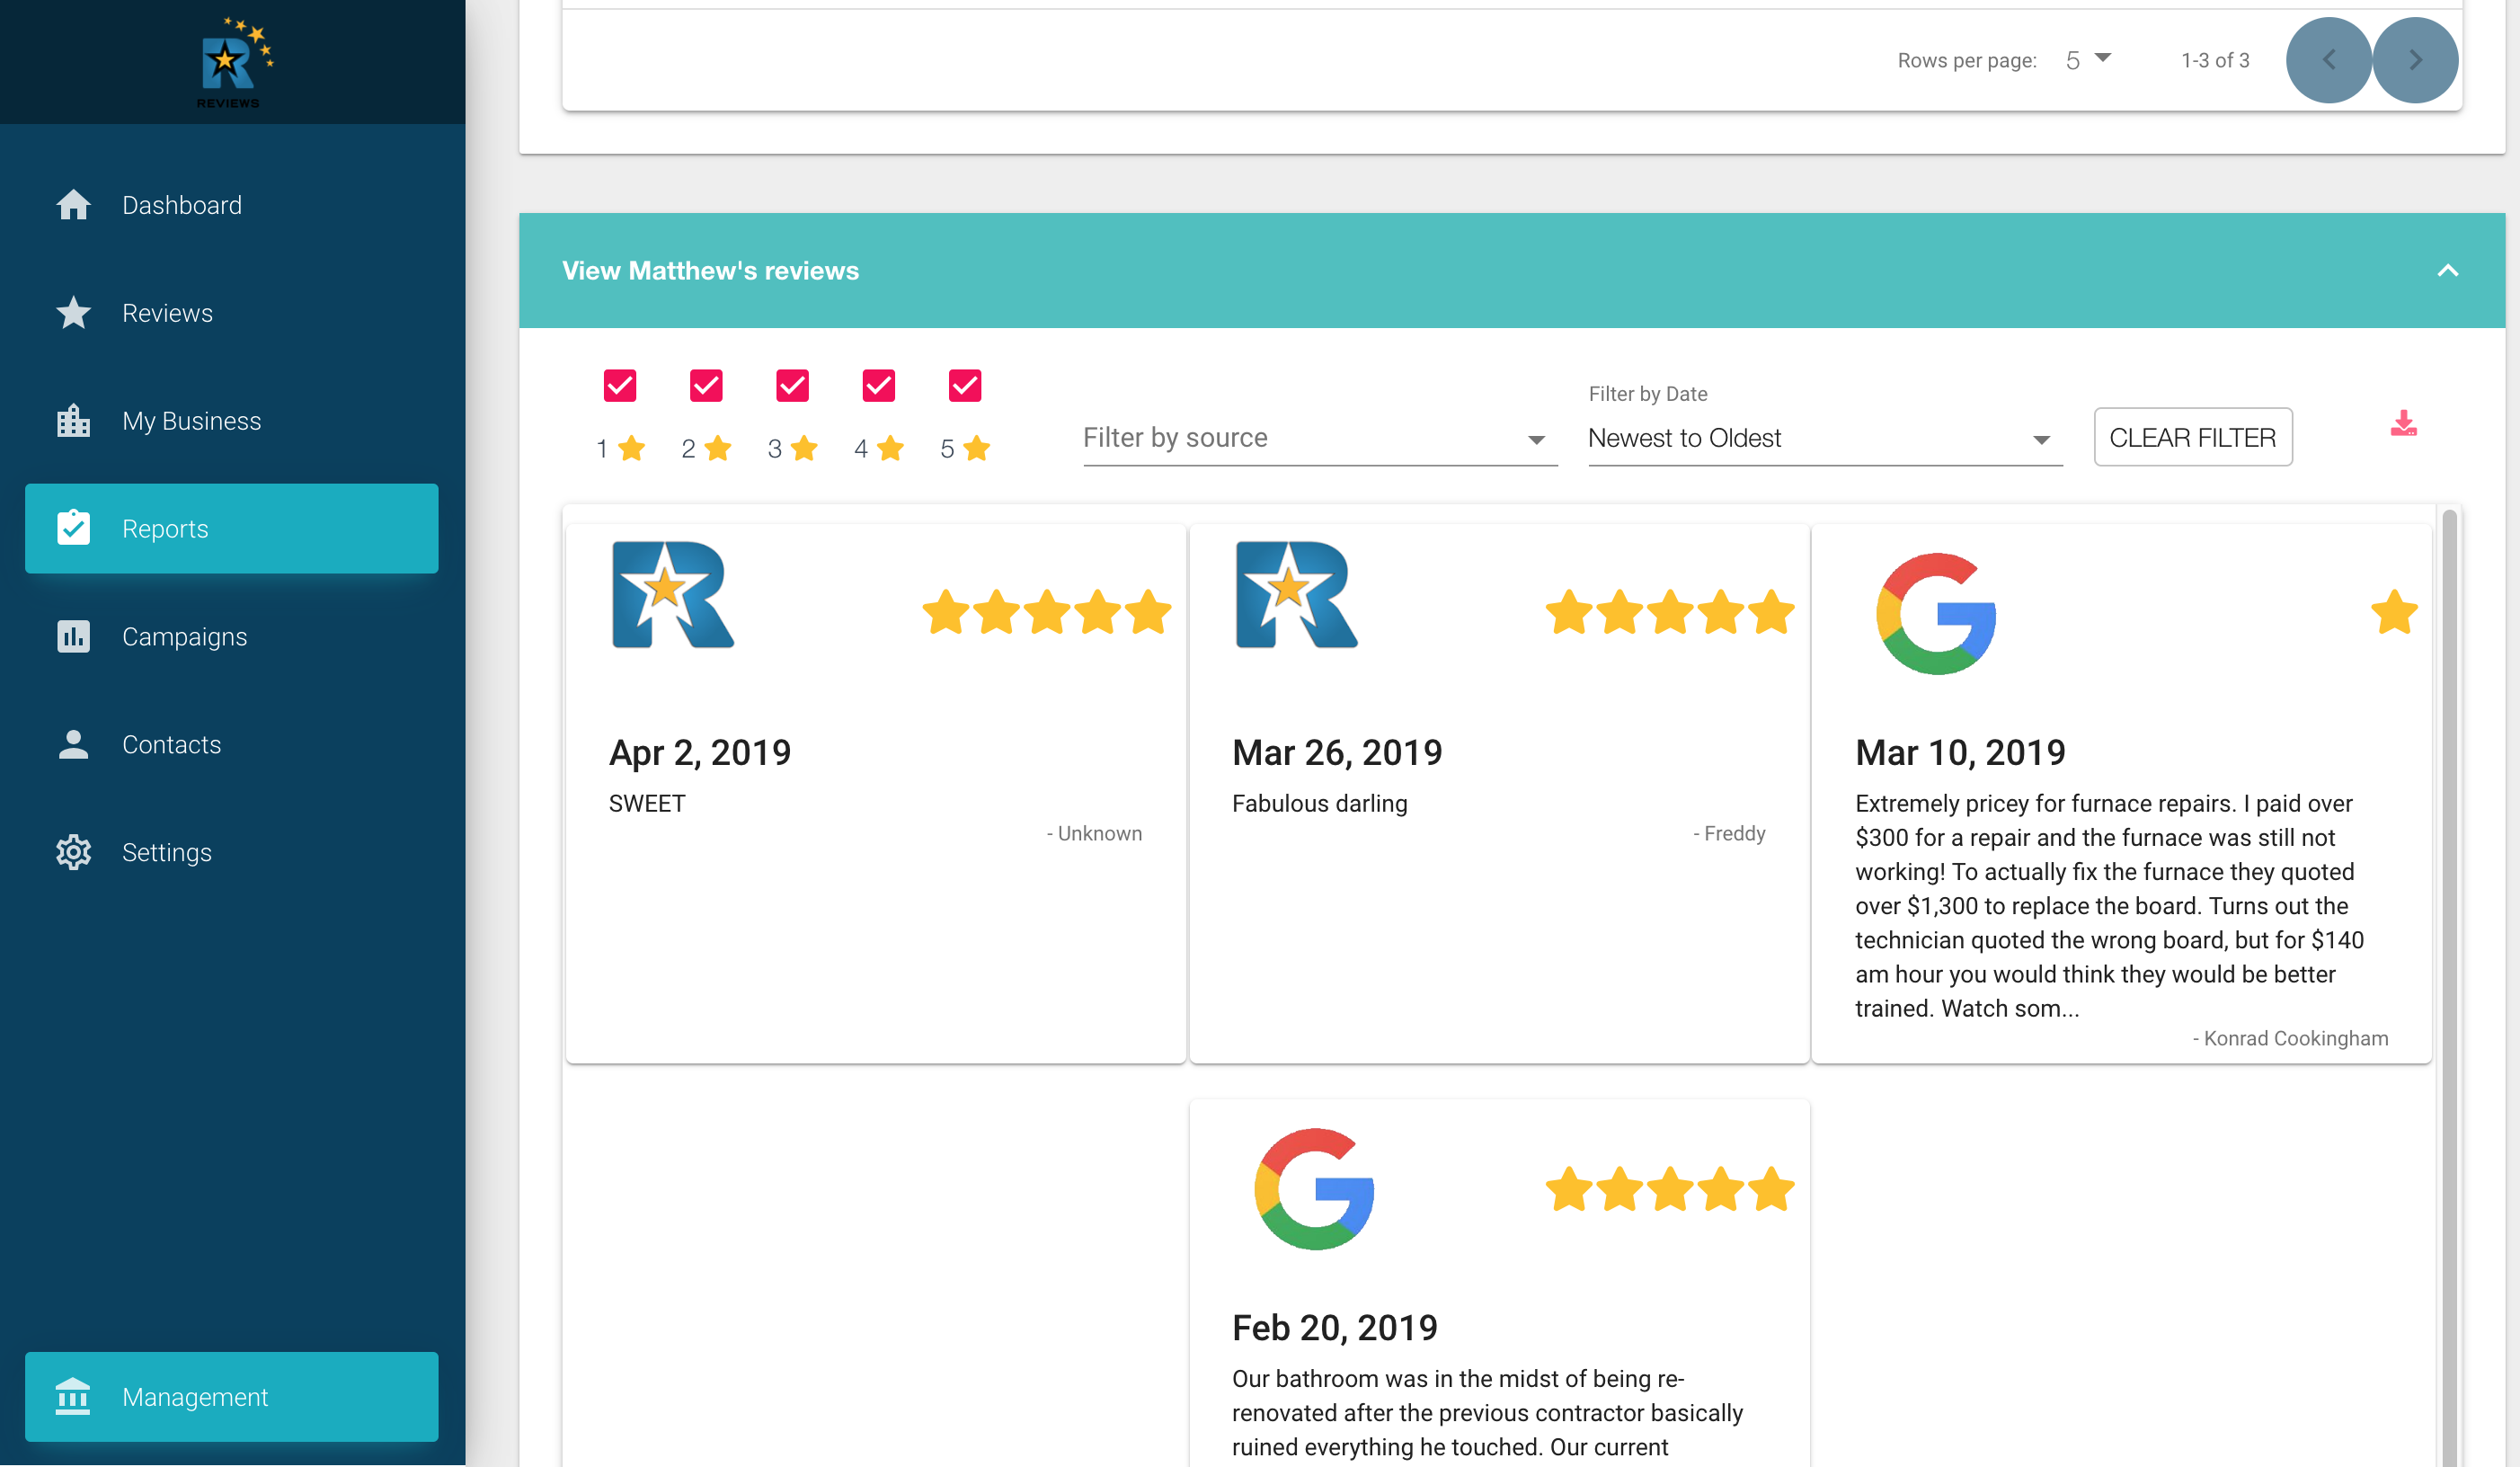 REVIEWS
Dashboard
Reviews
My Business
Reports
Campaigns
Contacts
Settings
Management
Rows per page: 5 1-3 of 3
View Matthew's reviews
1 2 3 4 5
Filter by source
Filter by Date
Newest to Oldest
CLEAR FILTER
Apr 2, 2019
SWEET
- Unknown
Mar 26, 2019
Fabulous darling
- Freddy
Mar 10, 2019
Extremely pricey for furnace repairs. I paid over
$300 for a repair and the furnace was still not
working! To actually fix the furnace they quoted
over $1,300 to replace the board. Turns out the
technician quoted the wrong board, but for $140
am hour you would think they would be better
trained. Watch som...
- Konrad Cookingham
Feb 20, 2019
Our bathroom was in the midst of being re-
renovated after the previous contractor basically
ruined everything he touched. Our current